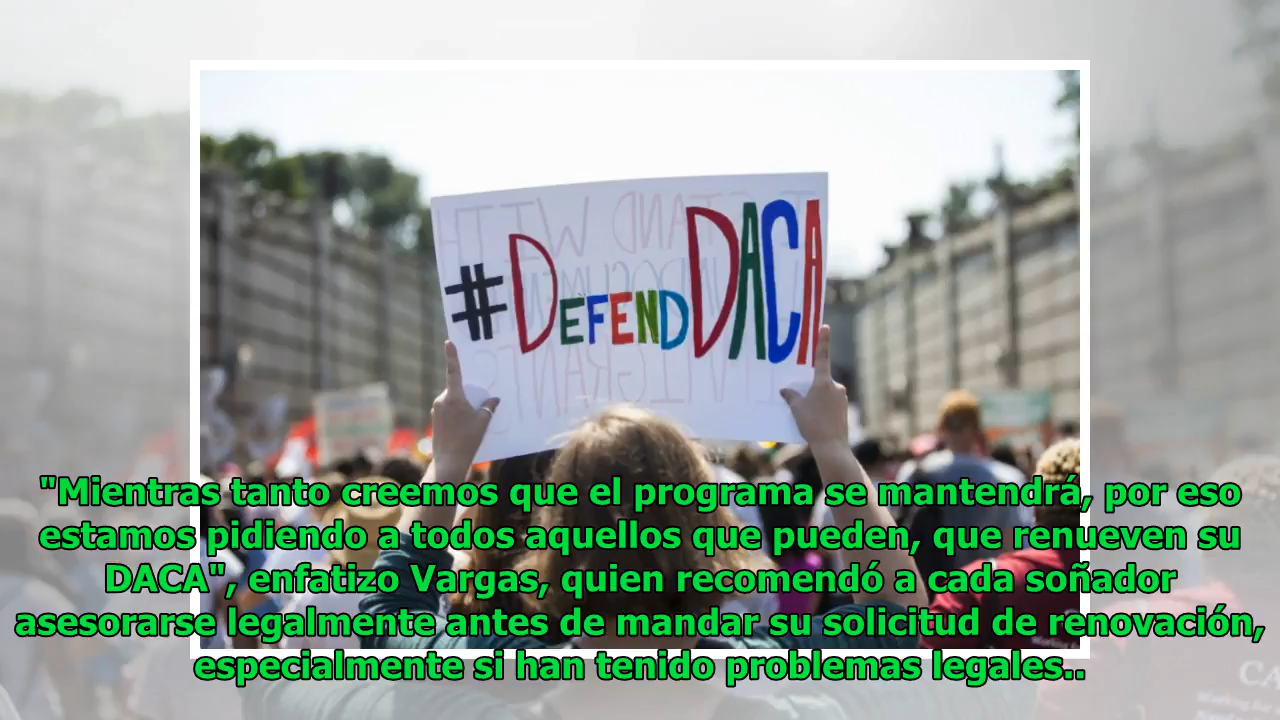 #DEFENDDACA
"Mientras tanto creemos que el programa se mantendrá, por eso
estamos pidiendo a todos aquellos que pueden, que renueven su
DACA", enfatizo Vargas, quien recomendó a cada soñador
asesorarse legalmente antes de mandar su solicitud de renovación,
especialmente si han tenido problemas legales..